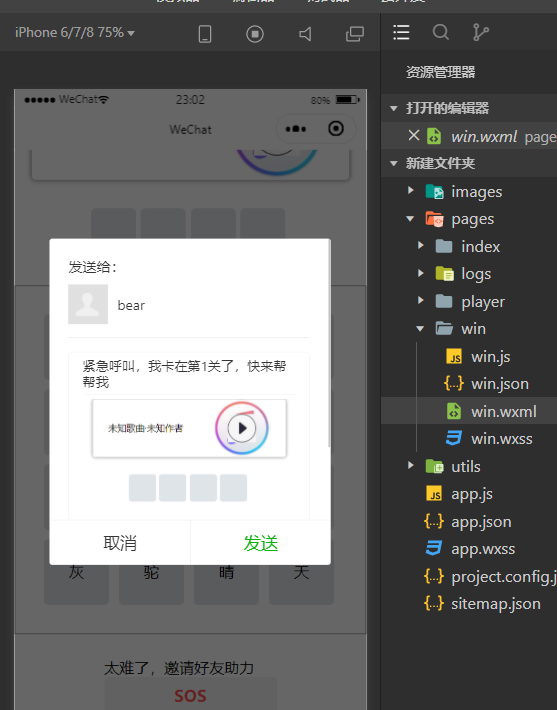 iPhone 6/7/8 75%
资源管理器
打开的编辑器
win.wxml page
新建文件夹
images
pages
index
logs
player
win
win.js
win.json
win.wxml
win.wxss
utils
app.js
app.json
app.wxss
project.config.j
sitemap.json
WeChat
23:02
80%
WeChat
发送给：
bear
紧急呼叫，我卡在第1关了，快来帮
帮我
未知歌曲·未知作者
取消
发送
灰
驼
晴
天
太难了，邀请好友助力
SOS